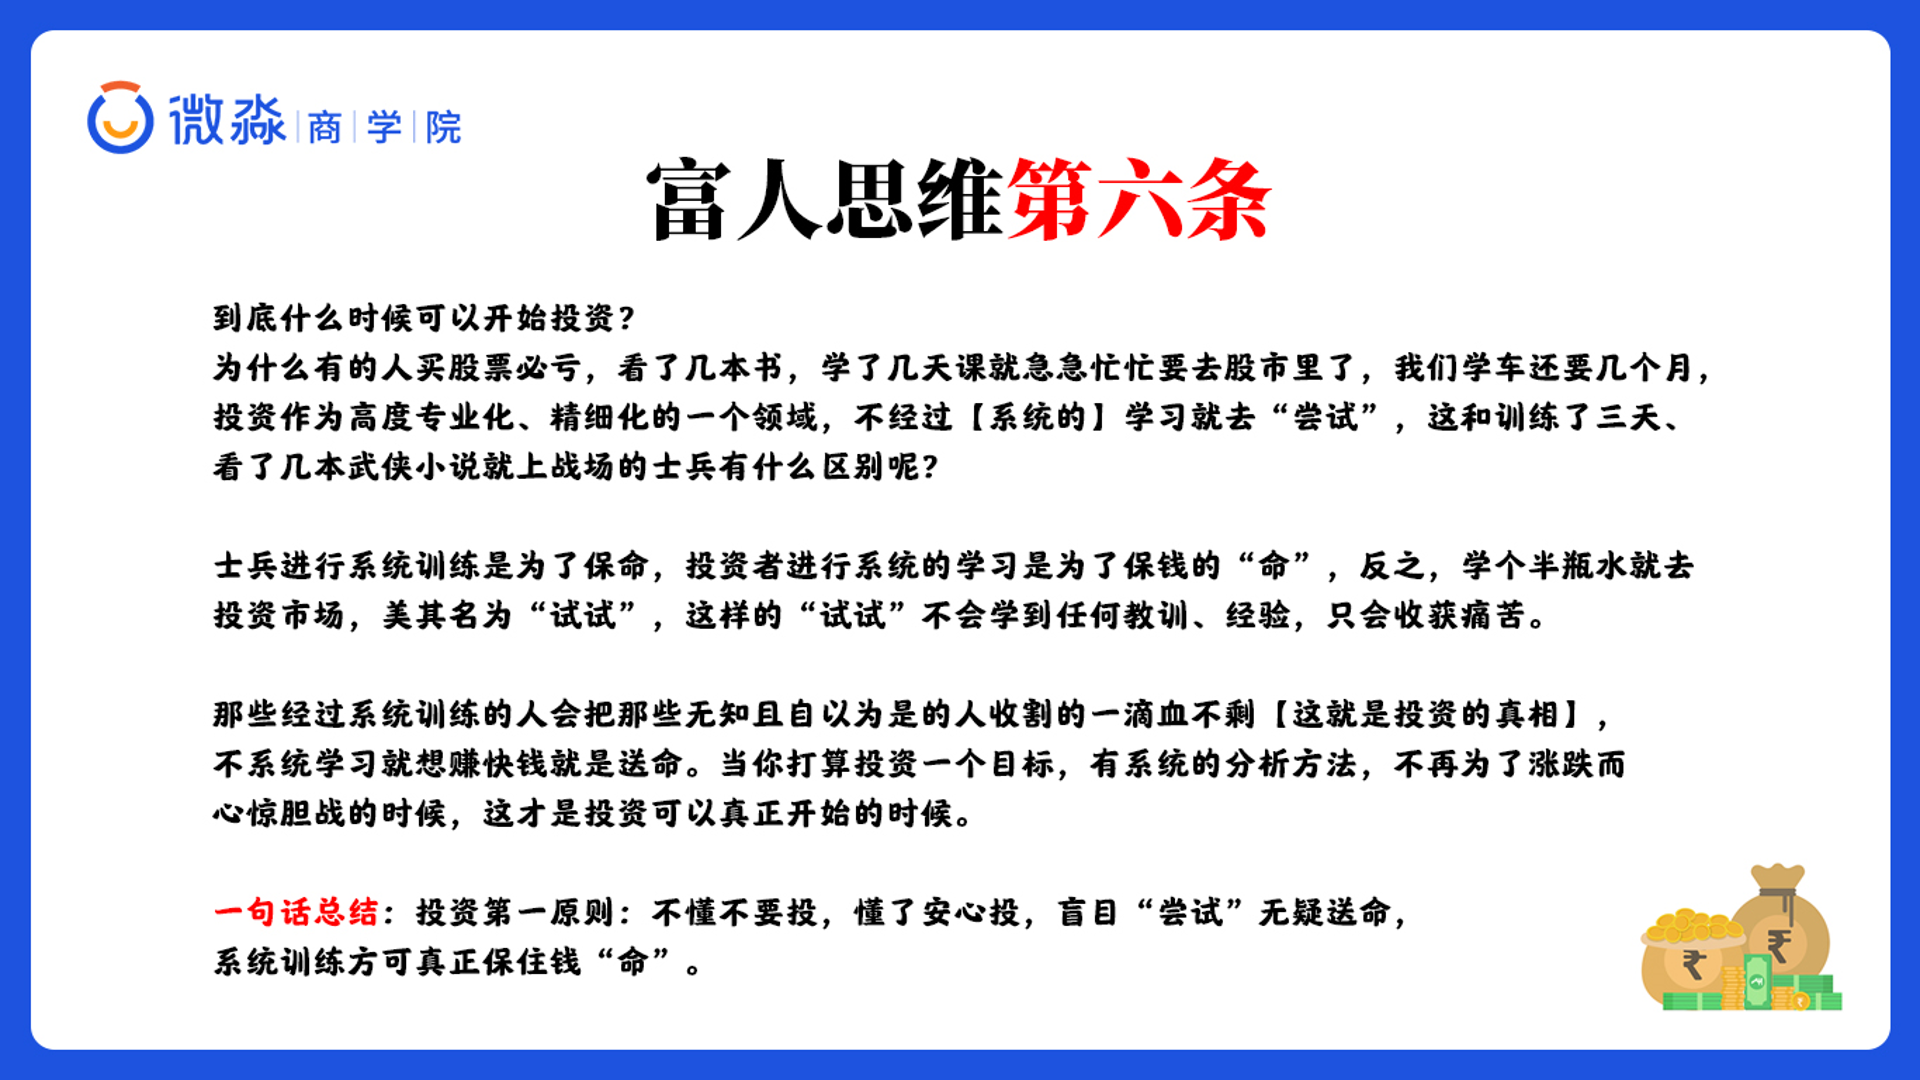 微淼|商|学|院
富人思维第六条
到底什么时候可以开始投资？
为什么有的人买股票必亏，看了几本书，学了几天课就急急忙忙要去股市里了，我们学车还要几个月，
投资作为高度专业化、精细化的一个领域，不经过【系统的】学习就去“尝试”，这和训练了三天、
看了几本武侠小说就上战场的士兵有什么区别呢？
士兵进行系统训练是为了保命，投资者进行系统的学习是为了保钱的“命”，反之，学个半瓶水就去
投资市场，美其名为“试试”，这样的“试试”不会学到任何教训、经验，只会收获痛苦。
那些经过系统训练的人会把那些无知且自以为是的人收割的一滴血不剩【这就是投资的真相】，
不系统学习就想赚快钱就是送命。当你打算投资一个目标，有系统的分析方法，不再为了涨跌而
心惊胆战的时候，这才是投资可以真正开始的时候。
一句话总结：投资第一原则：不懂不要投，懂了安心投，盲目“尝试”无疑送命，
系统训练方可真正保住钱“命”。
₹
₹
₹